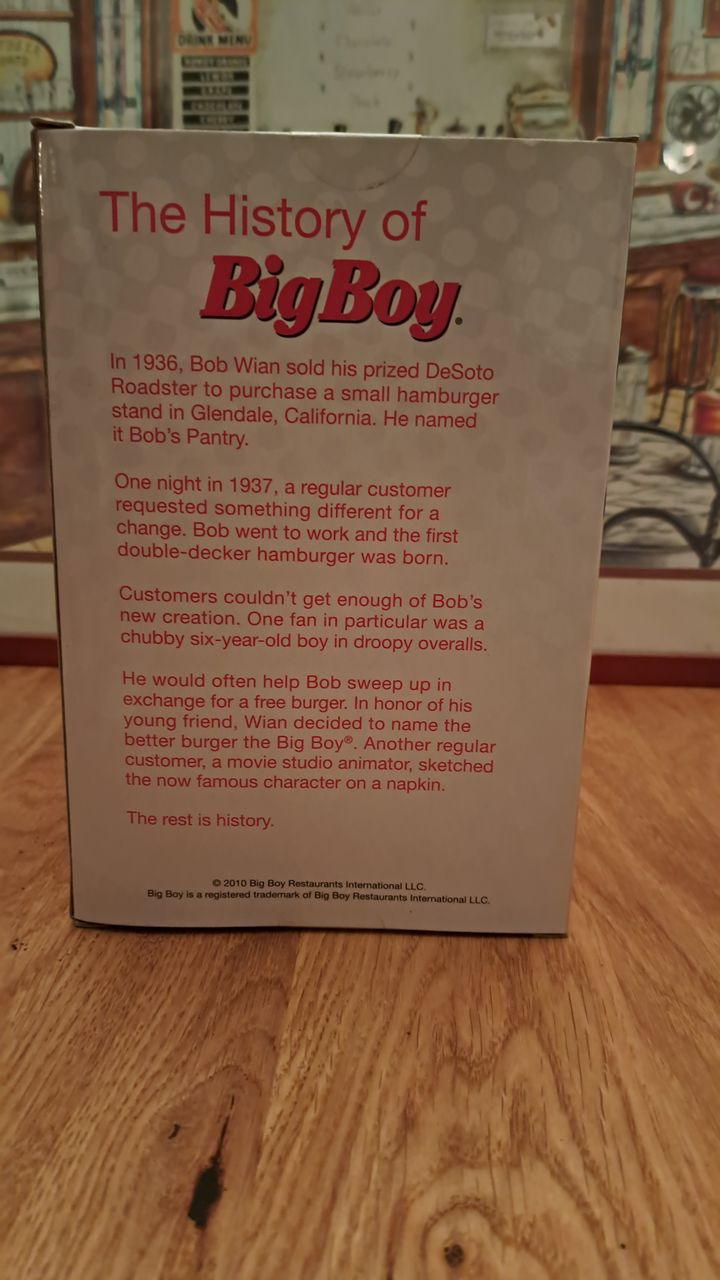 DRINK MENU
LEMON
GRAPE
CHOCOLATE
CHERRY
The History of
Big Boy.
In 1936, Bob Wian sold his prized DeSoto
Roadster to purchase a small hamburger
stand in Glendale, California. He named
it Bob's Pantry.
One night in 1937, a regular customer
requested something different for a
change. Bob went to work and the first
double-decker hamburger was born.
Customers couldn't get enough of Bob's
new creation. One fan in particular was a
chubby six-year-old boy in droopy overalls.
He would often help Bob sweep up in
exchange for a free burger. In honor of his
young friend, Wian decided to name the
better burger the Big Boy®. Another regular
customer, a movie studio animator, sketched
the now famous character on a napkin.
The rest is history.
© 2010 Big Boy Restaurants International LLC.
Big Boy is a registered trademark of Big Boy Restaurants International LLC.